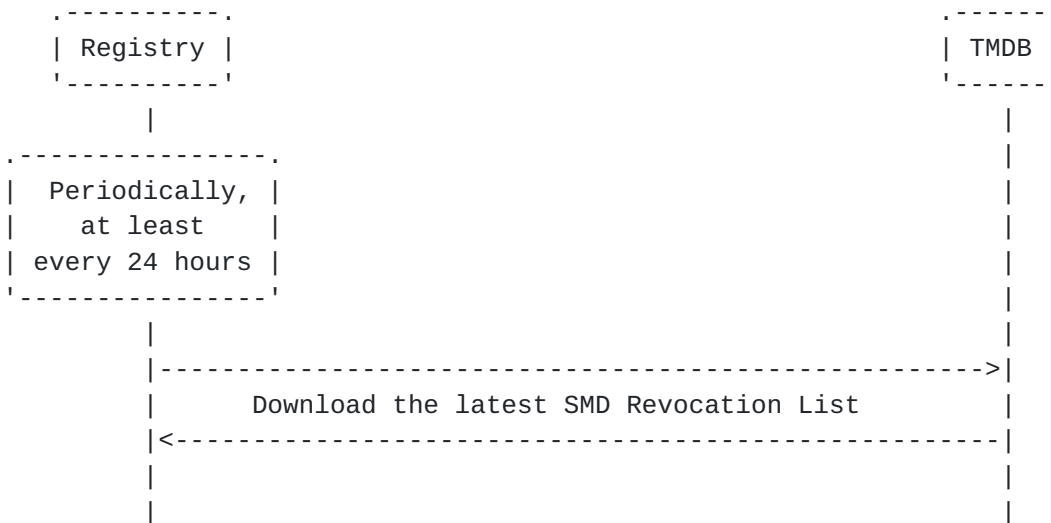 Registry
TMDB
Periodically,
at least
every 24 hours
Download the latest SMD Revocation List